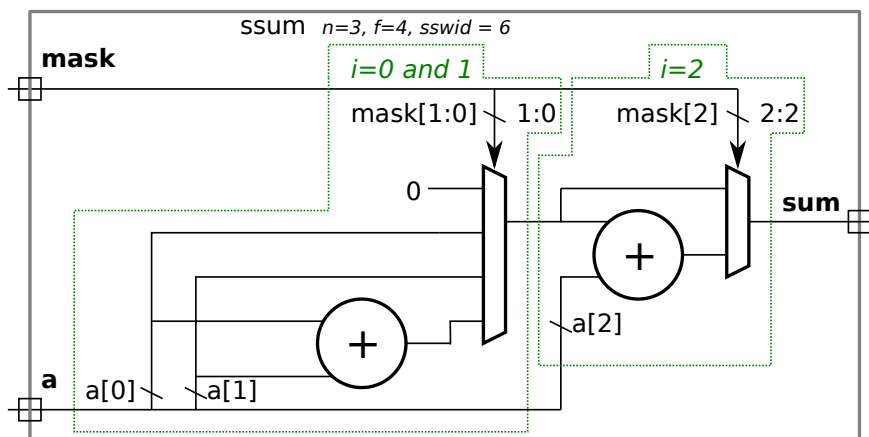 ssum n=3, f=4, sswid = 6
mask
i=0 and 1
i=2
mask[1:0] 1:0
mask[2] 2:2
0
sum
+
+
a[2]
a
a[0]
a[1]